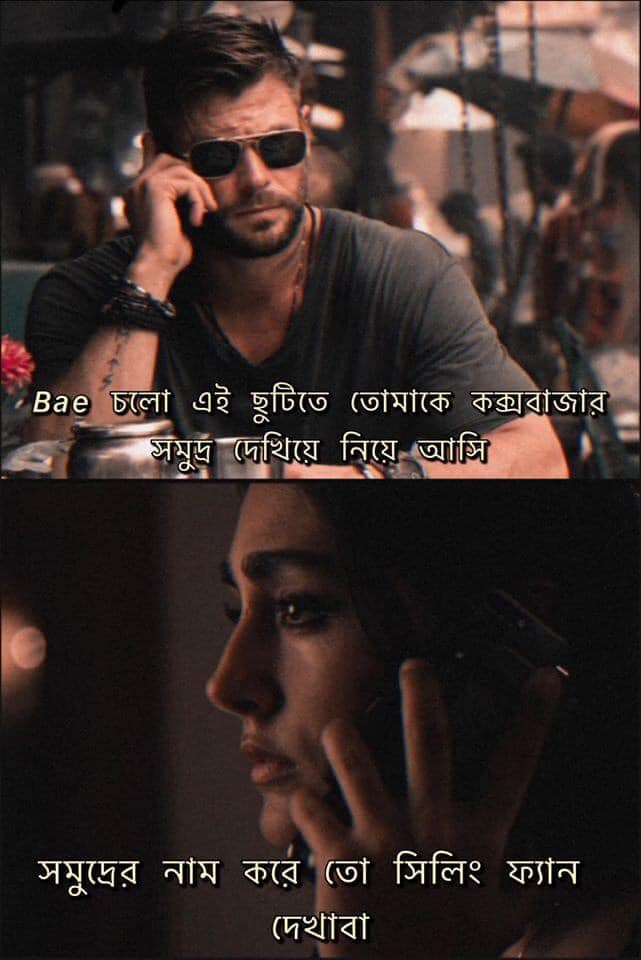 Bae চলো এই ছুটিতে তোমাকে কক্সবাজার
সমুদ্র দেখিয়ে নিয়ে আসি
সমুদ্রের নাম করে তো সিলিং ফ্যান
দেখাবা